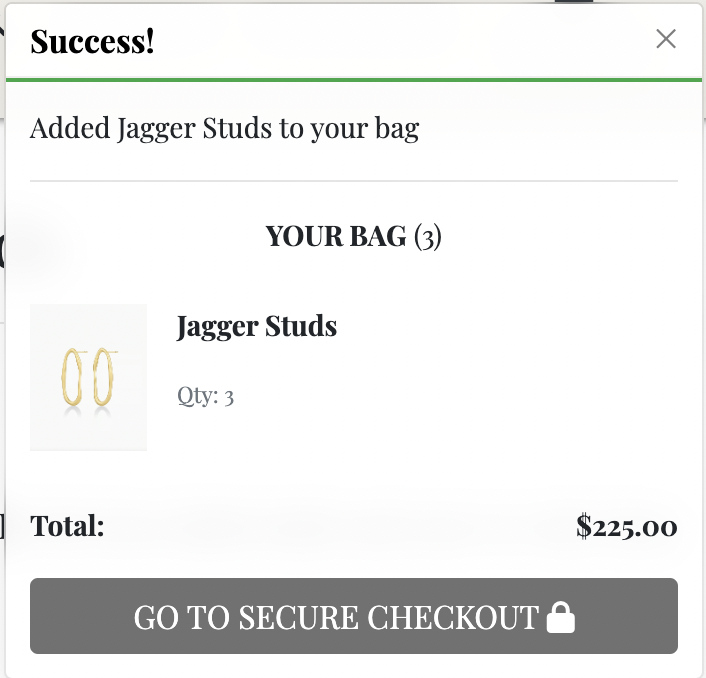 Success!
Added Jagger Studs to your bag
YOUR BAG (3)
Jagger Studs
Qty: 3
Total:
$225.00
GO TO SECURE CHECKOUT